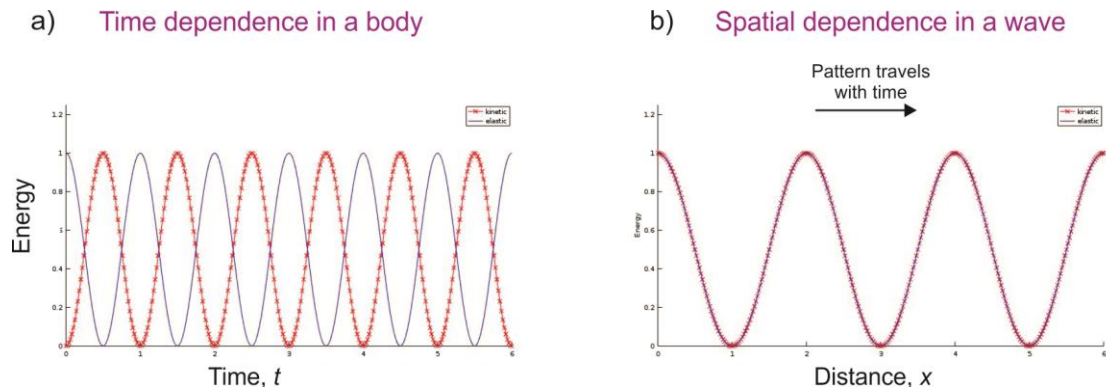 a) Time dependence in a body
b) Spatial dependence in a wave
Pattern travels
with time
kinetic
elastic
1.2
1
0.8
0.6
0.4
0.2
0
Energy
0 1 2 3 4 5 6
Time, t
kinetic
elastic
1.2
1
0.8
0.6
0.4
0.2
0
Energy
0 1 2 3 4 5 6
Distance, x